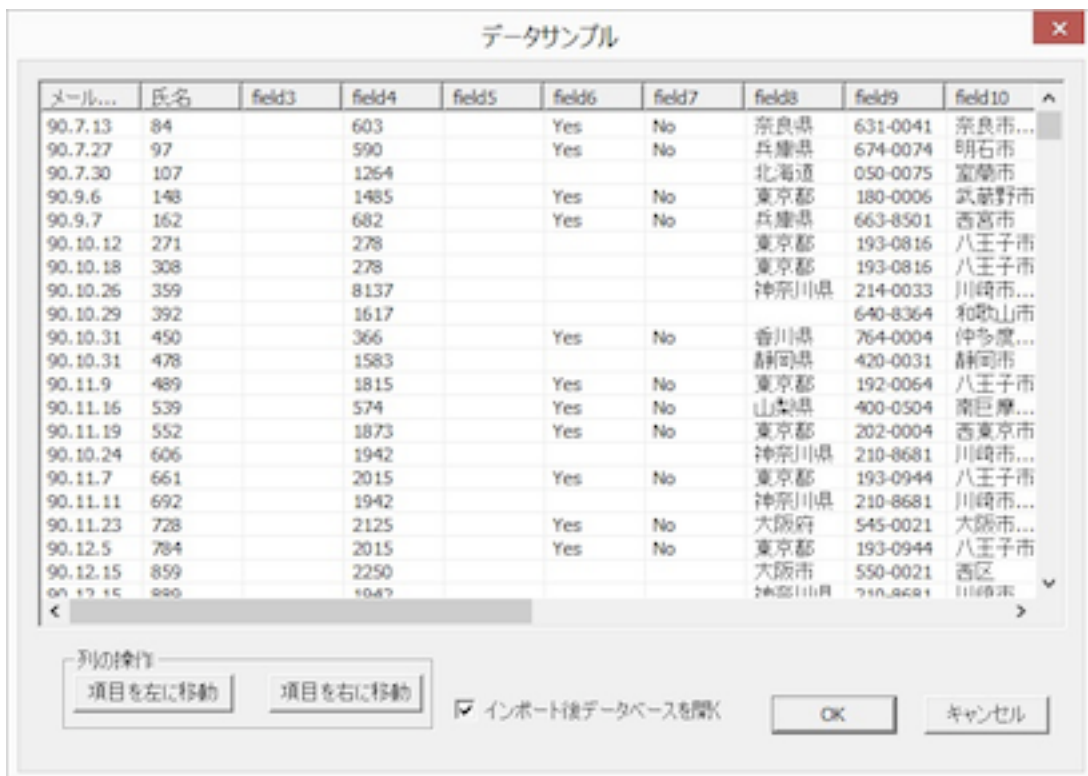 データサンプル
メール... 氏名 field3 field4 field5 field6 field7 field8 field9 field10
90.7.13 84 603 Yes No 奈良県 631-0041 奈良市...
90.7.27 97 590 Yes No 兵庫県 674-0074 明石市
90.7.30 107 1264 北海道 050-0075 室蘭市
90.9.6 148 1485 Yes No 東京都 180-0006 武蔵野市
90.9.7 162 682 Yes No 兵庫県 663-8501 西宮市
90.10.12 271 278 東京都 193-0816 八王子市
90.10.18 308 278 東京都 193-0816 八王子市
90.10.26 359 8137 神奈川県 214-0033 川崎市...
90.10.29 392 1617 640-8364 和歌山市
90.10.31 450 366 Yes No 香川県 764-0004 仲多度...
90.10.31 478 1583 静岡県 420-0031 静岡市
90.11.9 489 1815 Yes No 東京都 192-0064 八王子市
90.11.16 539 574 Yes No 山梨県 400-0504 南巨摩...
90.11.19 552 1873 Yes No 東京都 202-0004 西東京市
90.10.24 606 1942 神奈川県 210-8681 川崎市...
90.11.7 661 2015 Yes No 東京都 193-0944 八王子市
90.11.11 692 1942 神奈川県 210-8681 川崎市...
90.11.23 728 2125 Yes No 大阪府 545-0021 大阪市...
90.12.5 784 2015 Yes No 東京都 193-0944 八王子市
90.12.15 859 2250 大阪市 550-0021 西区
90.12.15 889 1942 神奈川県 210-8681 川崎市
列の操作
項目を左に移動 項目を右に移動
インポート後データベースを開く OK キャンセル